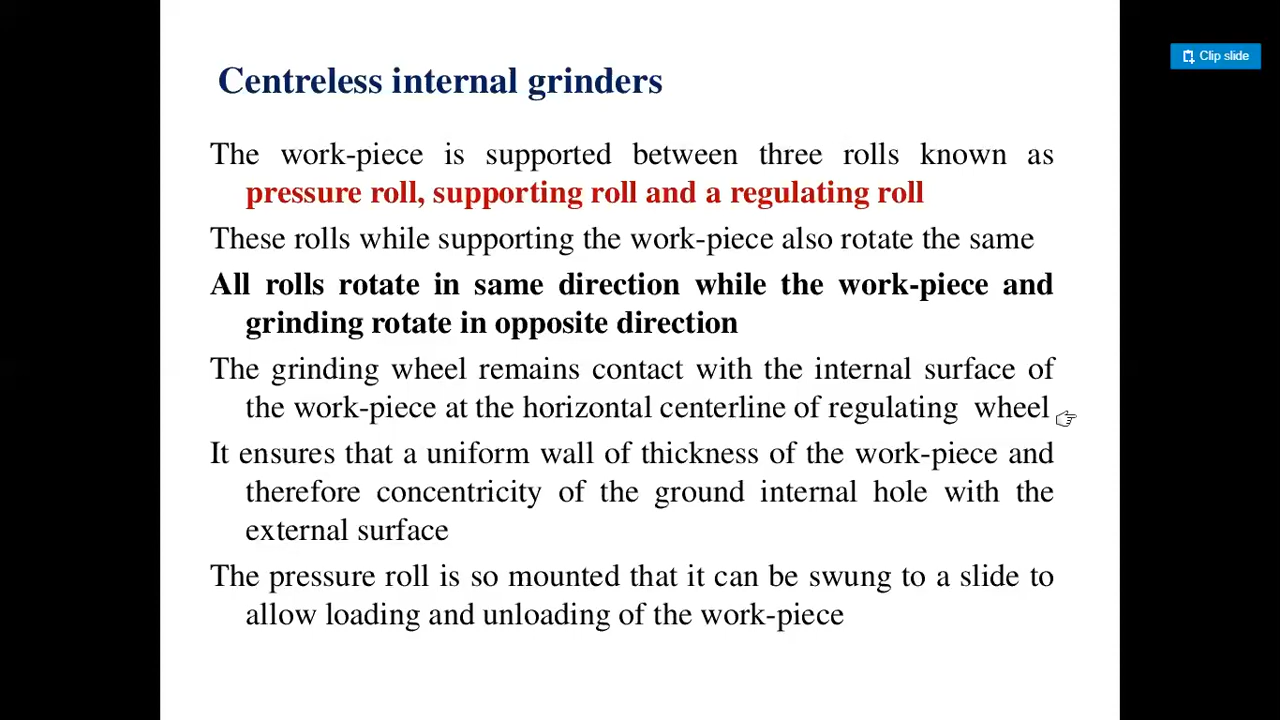 Clip slide
Centreless internal grinders
The work-piece is supported between three rolls known as
pressure roll, supporting roll and a regulating roll
These rolls while supporting the work-piece also rotate the same
All rolls rotate in same direction while the work-piece and
grinding rotate in opposite direction
The grinding wheel remains contact with the internal surface of
the work-piece at the horizontal centerline of regulating wheel
It ensures that a uniform wall of thickness of the work-piece and
therefore concentricity of the ground internal hole with the
external surface
The pressure roll is so mounted that it can be swung to a slide to
allow loading and unloading of the work-piece